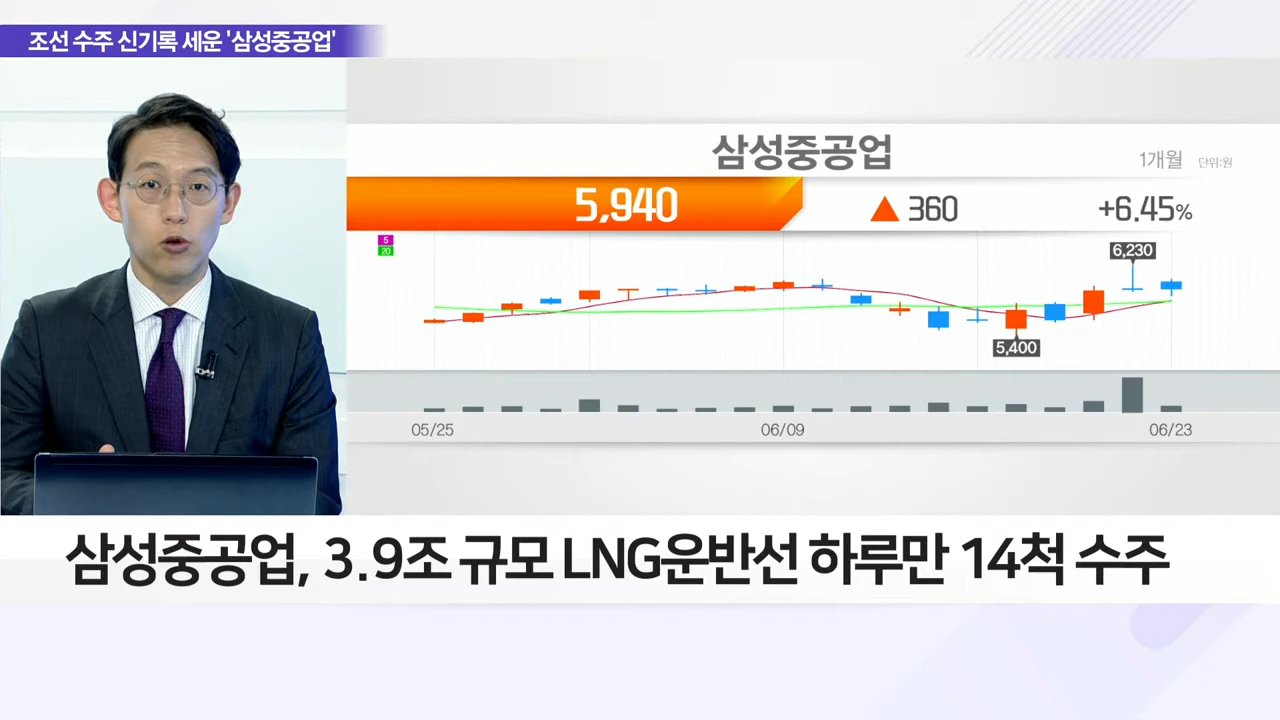 조선 수주 신기록 세운 '삼성중공업'
삼성중공업
1개월 단위:원
5,940 ▲ 360 +6.45%
5
20
6,230
5,400
05/25 06/09 06/23
삼성중공업, 3.9조 규모 LNG운반선 하루만 14척 수주